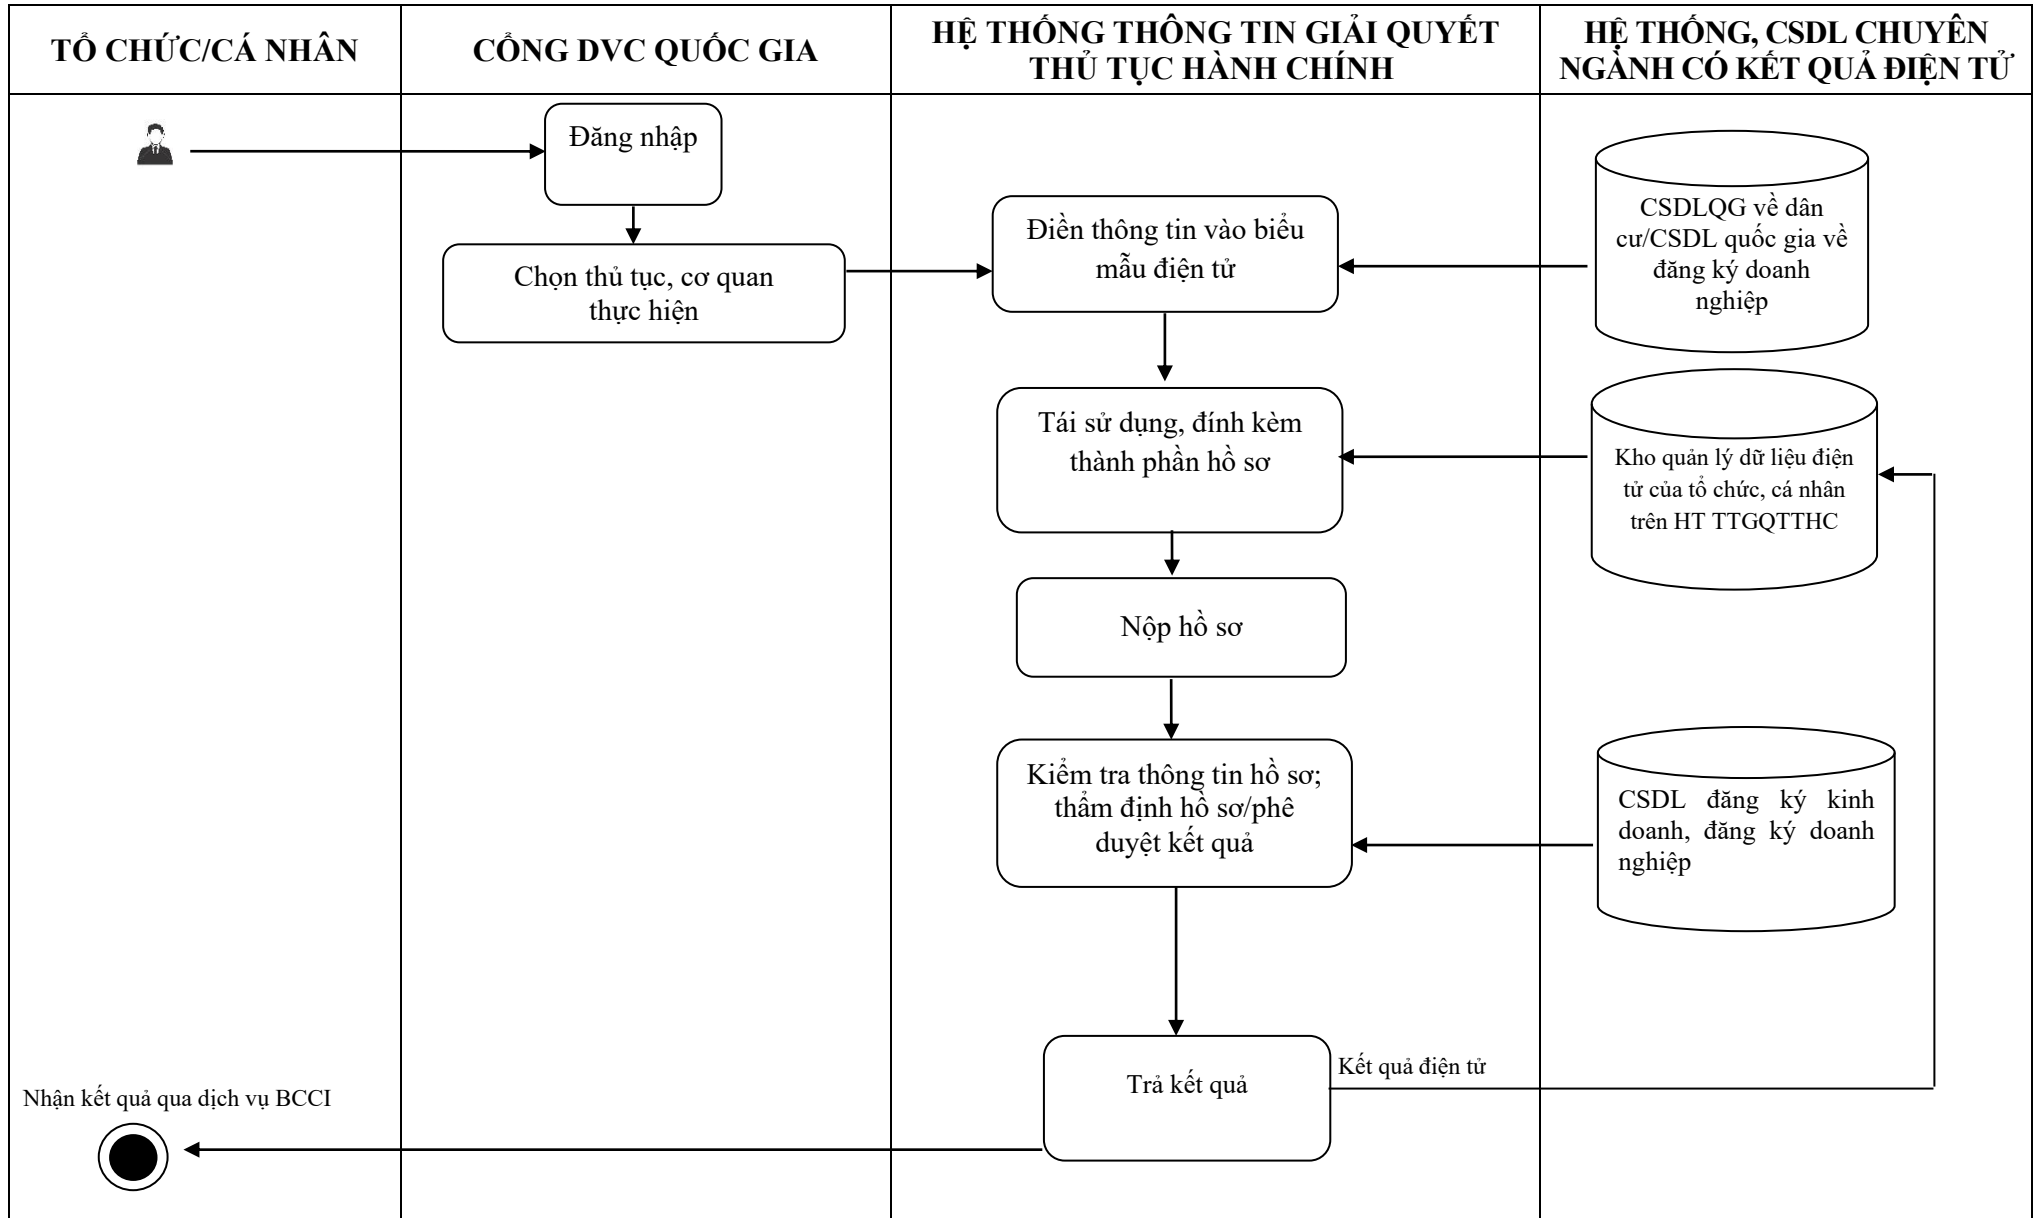 TỔ CHỨC/CÁ NHÂN
CỔNG DVC QUỐC GIA
HỆ THỐNG THÔNG TIN GIẢI QUYẾT
THỦ TỤC HÀNH CHÍNH
HỆ THỐNG, CSDL CHUYÊN
NGÀNH CÓ KẾT QUẢ ĐIỆN TỬ
Đăng nhập
Chọn thủ tục, cơ quan
thực hiện
Điền thông tin vào biểu
mẫu điện tử
CSDLQG về dân
cư/CSDL quốc gia về
đăng ký doanh
nghiệp
Tái sử dụng, đính kèm
thành phần hồ sơ
Kho quản lý dữ liệu điện
tử của tổ chức, cá nhân
trên HT TTGQTTHC
Nộp hồ sơ
Kiểm tra thông tin hồ sơ;
thẩm định hồ sơ/phê
duyệt kết quả
CSDL đăng ký kinh
doanh, đăng ký doanh
nghiệp
Trả kết quả
Kết quả điện tử
Nhận kết quả qua dịch vụ BCCI